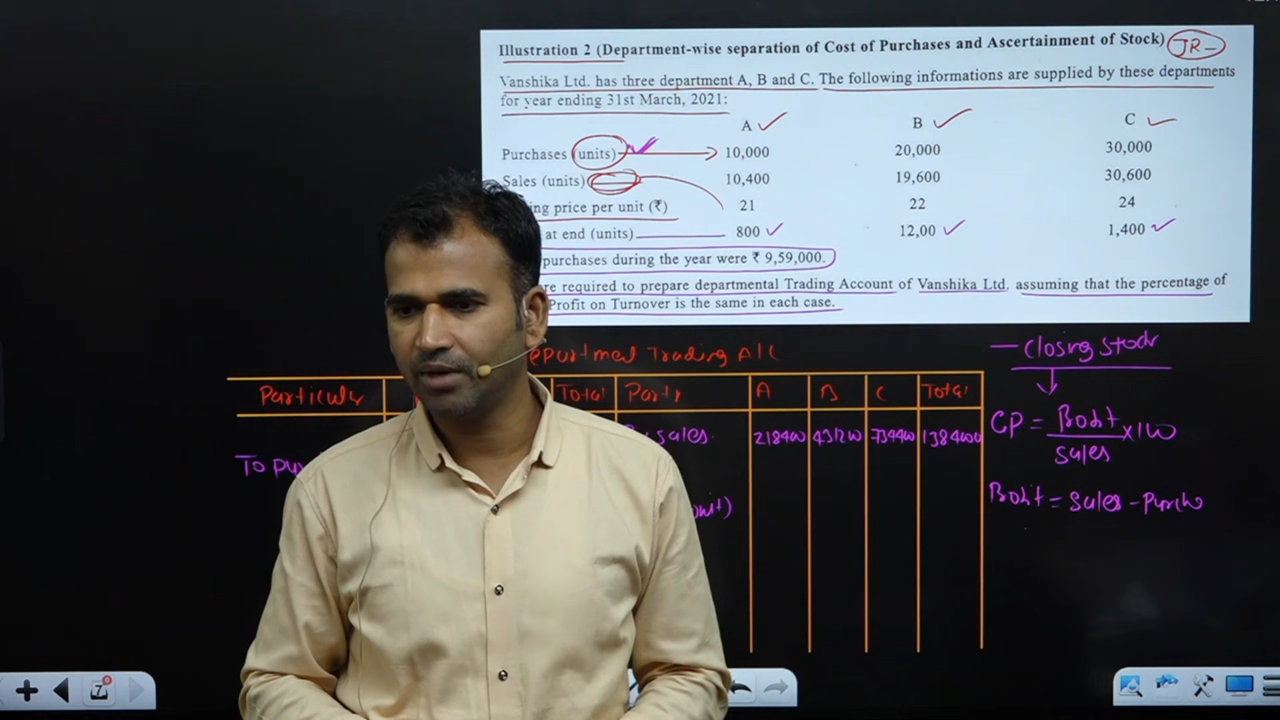 Illustration 2 (Department-wise separation of Cost of Purchases and Ascertainment of Stock) JR
Vanshika Ltd. has three department A, B and C. The following informations are supplied by these departments
for year ending 31st March, 2021:
A B C
Purchases (units) 10,000 20,000 30,000
Sales (units) 10,400 19,600 30,600
ing price per unit (₹) 21 22 24
at end (units) 800 12,00 1,400
purchases during the year were ₹ 9,59,000.
re required to prepare departmental Trading Account of Vanshika Ltd. assuming that the percentage of
Profit on Turnover is the same in each case.
Trading A/C
Particular Total A B C Total
sales. 218400 431200 734400 1384000
To pur
unit)
Closing Stock
GP = Profit/sales × 100
Profit = Sales -
7